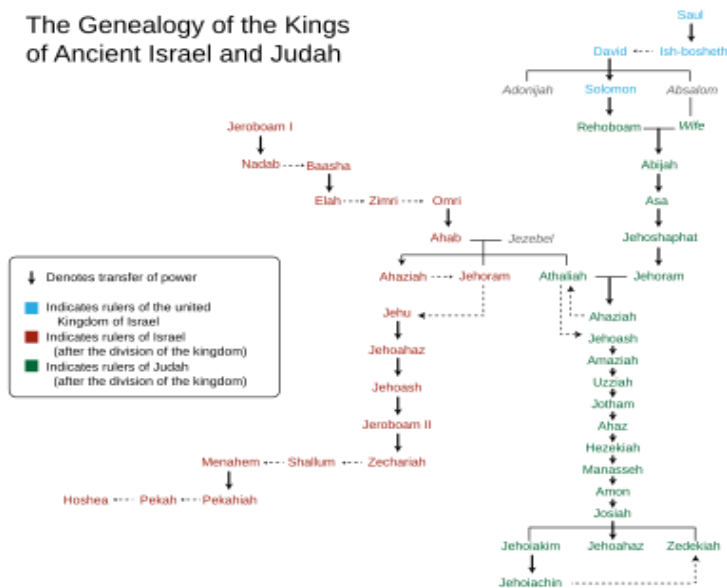 The Genealogy of the Kings
of Ancient Israel and Judah
Saul
David
Ish-bosheth
Adonijah
Solomon
Absalom
Rehoboam
Wife
Jeroboam I
Nadab
Baasha
Abijah
Elah
Zimri
Omri
Asa
Ahab
Jezebel
Jehoshaphat
Ahaziah
Jehoram
Athaliah
Jehoram
Denotes transfer of power
Indicates rulers of the united
Kingdom of Israel
Indicates rulers of Israel
(after the division of the kingdom)
Indicates rulers of Judah
(after the division of the kingdom)
Jehu
Ahaziah
Jehoahaz
Jehoash
Jehoash
Amaziah
Uzziah
Jeroboam II
Jotham
Ahaz
Hezekiah
Menahem
Shallum
Zechariah
Manasseh
Hoshea
Pekah
Pekahiah
Amon
Josiah
Jehoiakim
Jehoahaz
Zedekiah
Jehoiachin